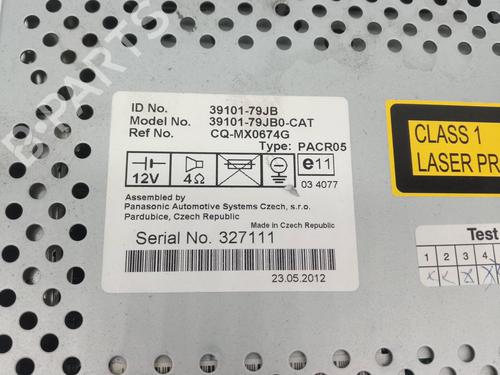 B-PARTS
ID No. 39101-79JB
Model No. 39101-79JB0-CAT
Ref No. CQ-MX0674G
Type: PACR05
12V
4Ω
e11
03 4077
Assembled by
Panasonic Automotive Systems Czech, s.r.o.
Pardubice, Czech Republic
Made in Czech Republic
Serial No. 327111
23.05.2012
CLASS 1
LASER PR
Test
1 2 3 4